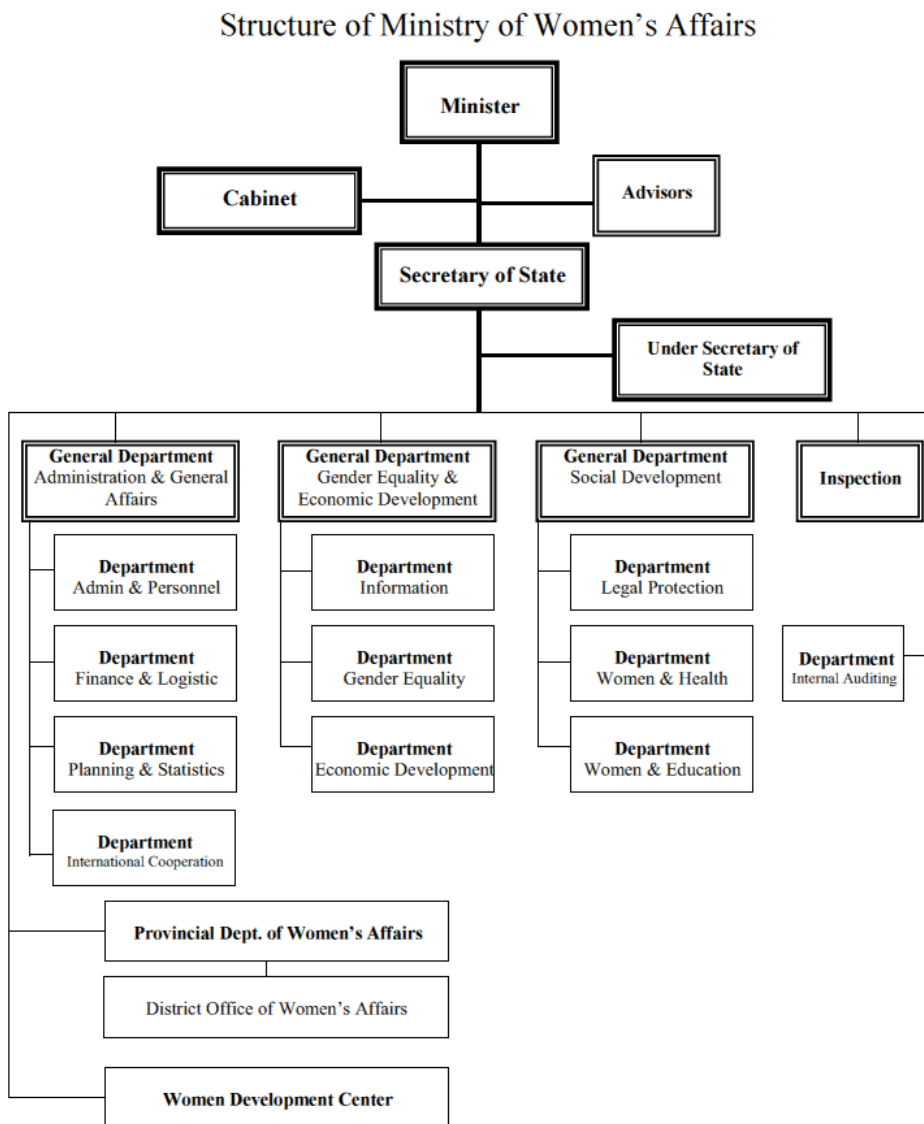 Structure of Ministry of Women's Affairs
Minister
Cabinet
Advisors
Secretary of State
Under Secretary of
State
General Department
Administration & General
Affairs
General Department
Gender Equality &
Economic Development
General Department
Social Development
Inspection
Department
Admin & Personnel
Department
Information
Department
Legal Protection
Department
Finance & Logistic
Department
Gender Equality
Department
Women & Health
Department
Internal Auditing
Department
Planning & Statistics
Department
Economic Development
Department
Women & Education
Department
International Cooperation
Provincial Dept. of Women's Affairs
District Office of Women's Affairs
Women Development Center